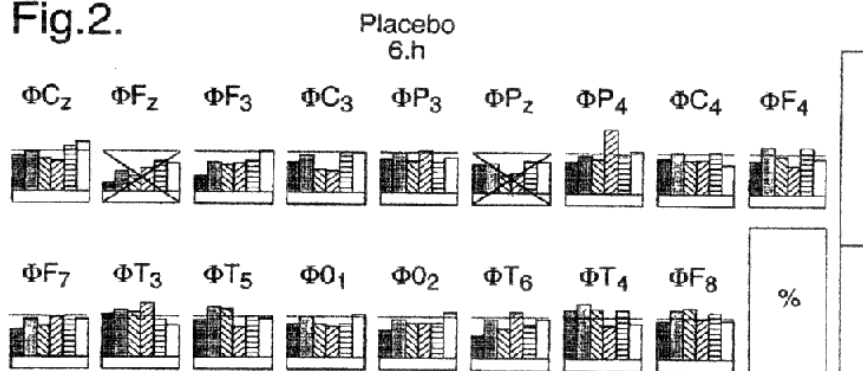 Fig.2.
Placebo
6.h
ΦCz ΦFz ΦF3 ΦC3 ΦP3 ΦPz ΦP4 ΦC4 ΦF4
ΦF7 ΦT3 ΦT5 Φ01 Φ02 ΦT6 ΦT4 ΦF8
%